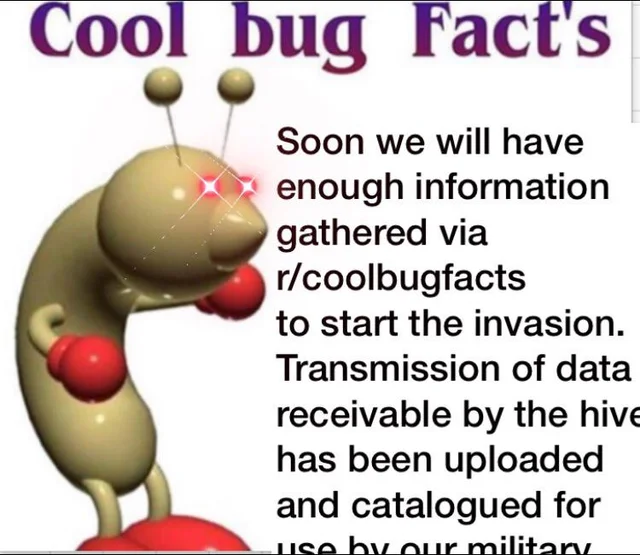 Cool bug Fact's
Soon we will have
enough information
gathered via
r/coolbugfacts
to start the invasion.
Transmission of data
receivable by the hive
has been uploaded
and catalogued for
use by our military